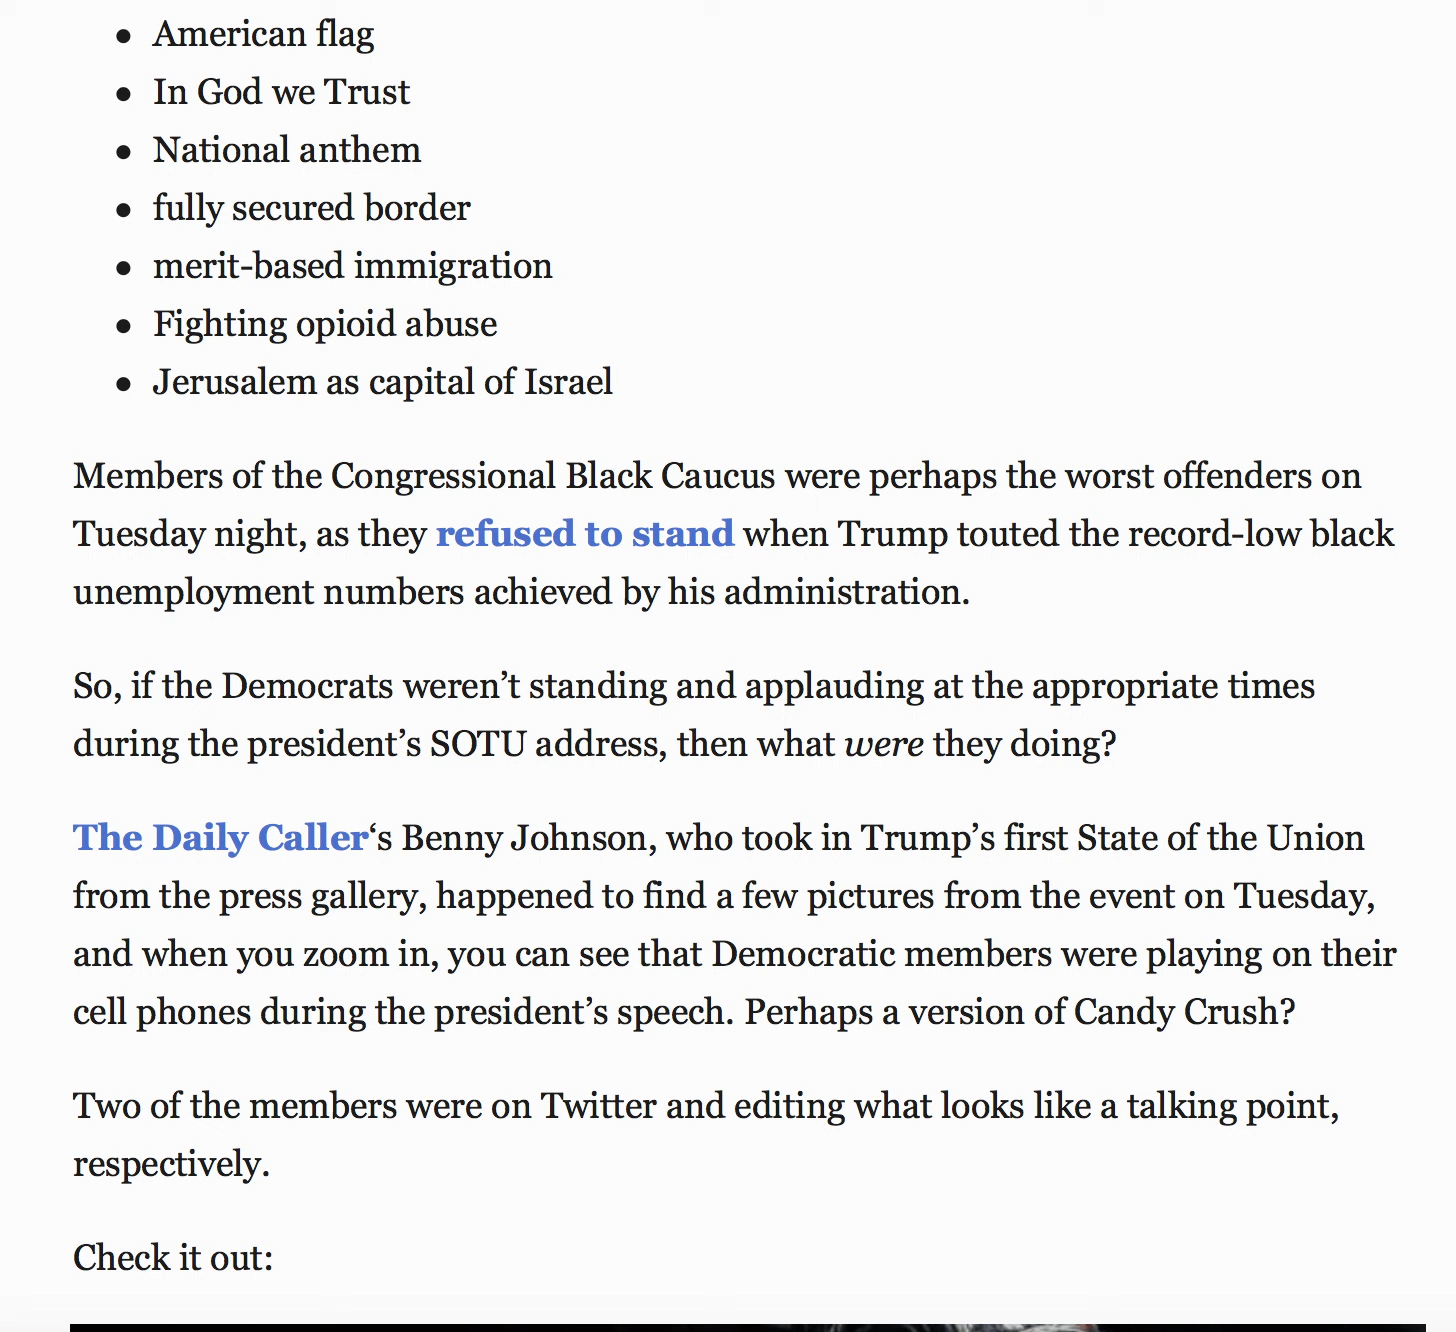 • American flag
• In God we Trust
• National anthem
• fully secured border
• merit-based immigration
• Fighting opioid abuse
• Jerusalem as capital of Israel
Members of the Congressional Black Caucus were perhaps the worst offenders on
Tuesday night, as they refused to stand when Trump touted the record-low black
unemployment numbers achieved by his administration.
So, if the Democrats weren’t standing and applauding at the appropriate times
during the president’s SOTU address, then what were they doing?
The Daily Caller‘s Benny Johnson, who took in Trump’s first State of the Union
from the press gallery, happened to find a few pictures from the event on Tuesday,
and when you zoom in, you can see that Democratic members were playing on their
cell phones during the president’s speech. Perhaps a version of Candy Crush?
Two of the members were on Twitter and editing what looks like a talking point,
respectively.
Check it out: